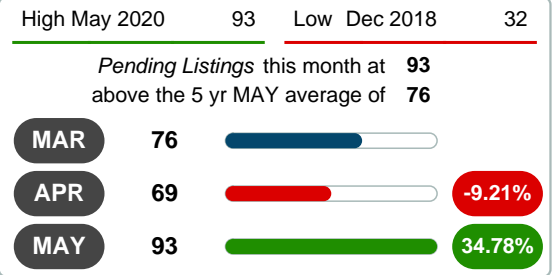 High May 2020 93 Low Dec 2018 32
Pending Listings this month at 93
above the 5 yr MAY average of 76
MAR 76
APR 69 -9.21%
MAY 93 34.78%